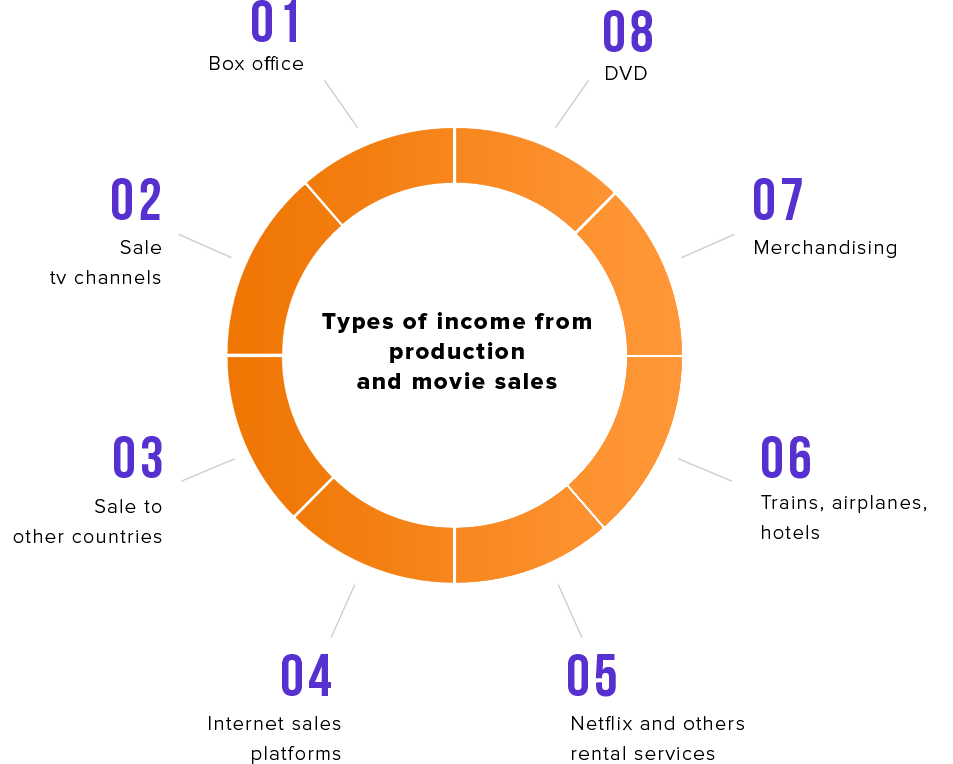 01
Box office
08
DVD
02
Sale
tv channels
07
Merchandising
Types of income from
production
and movie sales
03
Sale to
other countries
06
Trains, airplanes,
hotels
04
Internet sales
platforms
05
Netflix and others
rental services